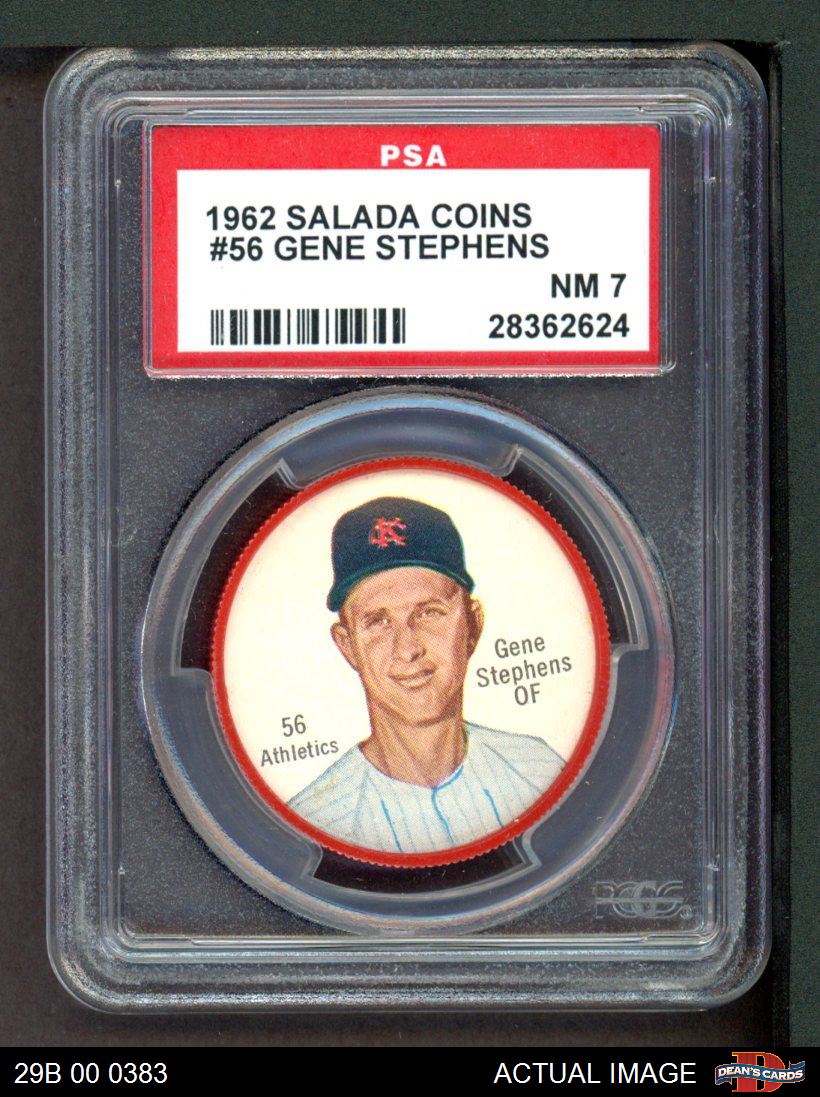 PSA
1962 SALADA COINS
#56 GENE STEPHENS
NM 7
28362624
KC
Gene
Stephens
OF
56
Athletics
PCGS
29B 00 0383
ACTUAL IMAGE
DEAN'S CARDS